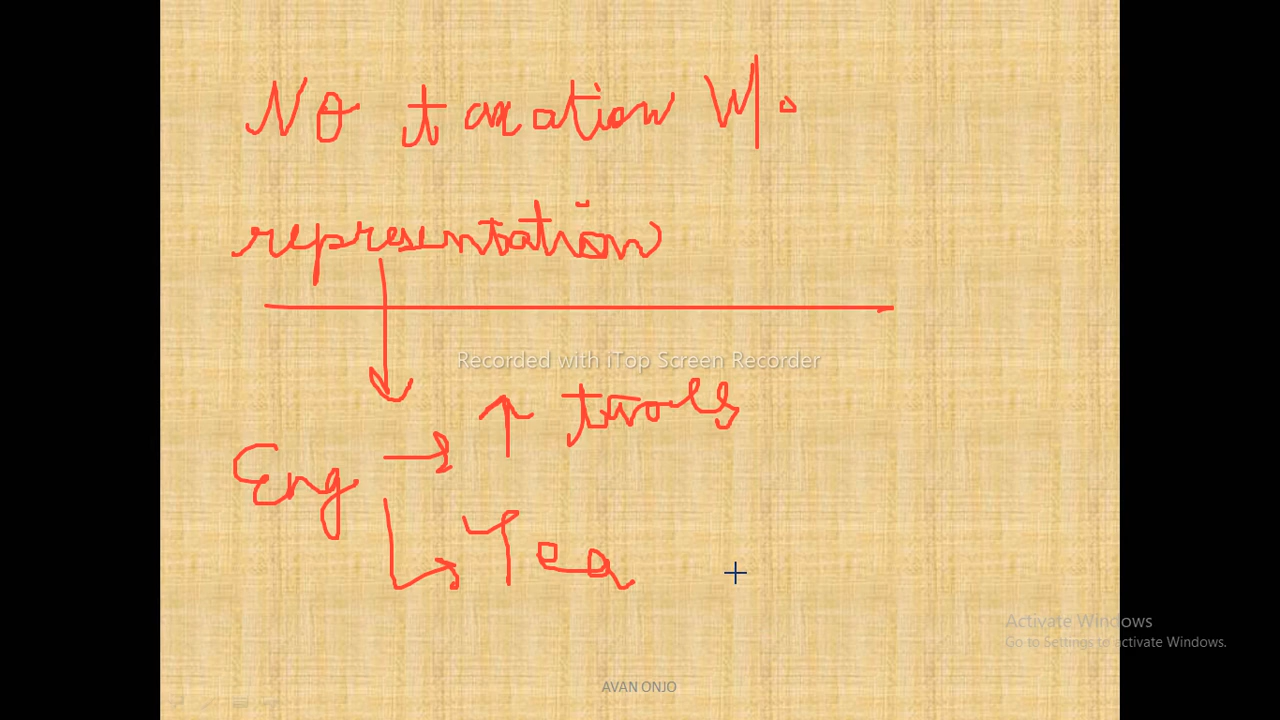 No taxation W/o
representation
Recorded with iTop Screen Recorder
Eng → ↑
↳ Tea
Activate Windows
Go to Settings to activate Windows.
AVAN ONJO